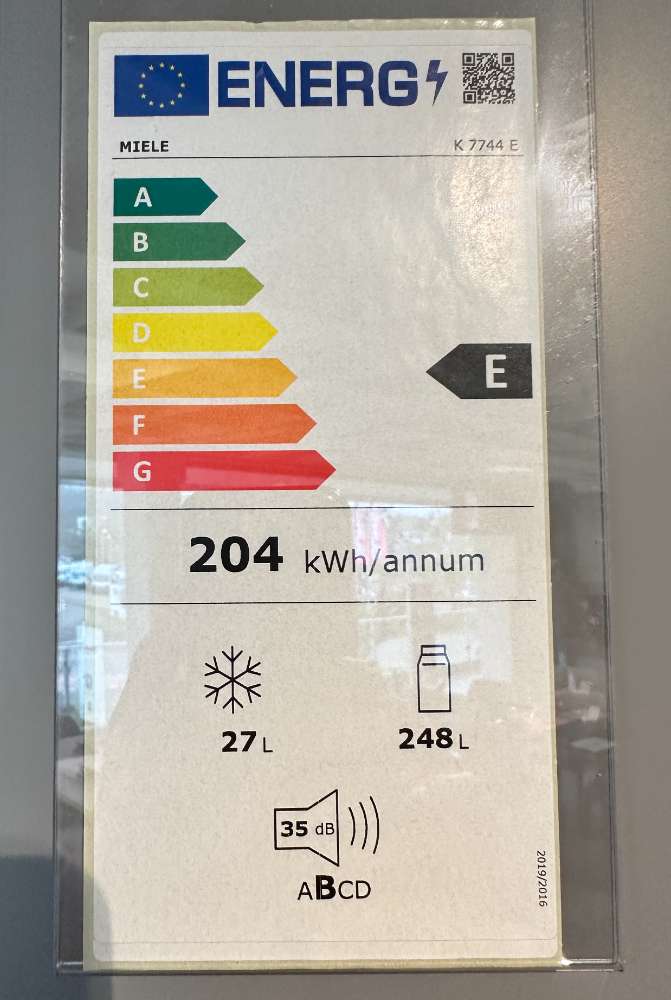 ENERG
MIELE K 7744 E
A
B
C
D
E E
F
G
204 kWh/annum
27 L 248 L
35 dB
ABCD
2019/2016